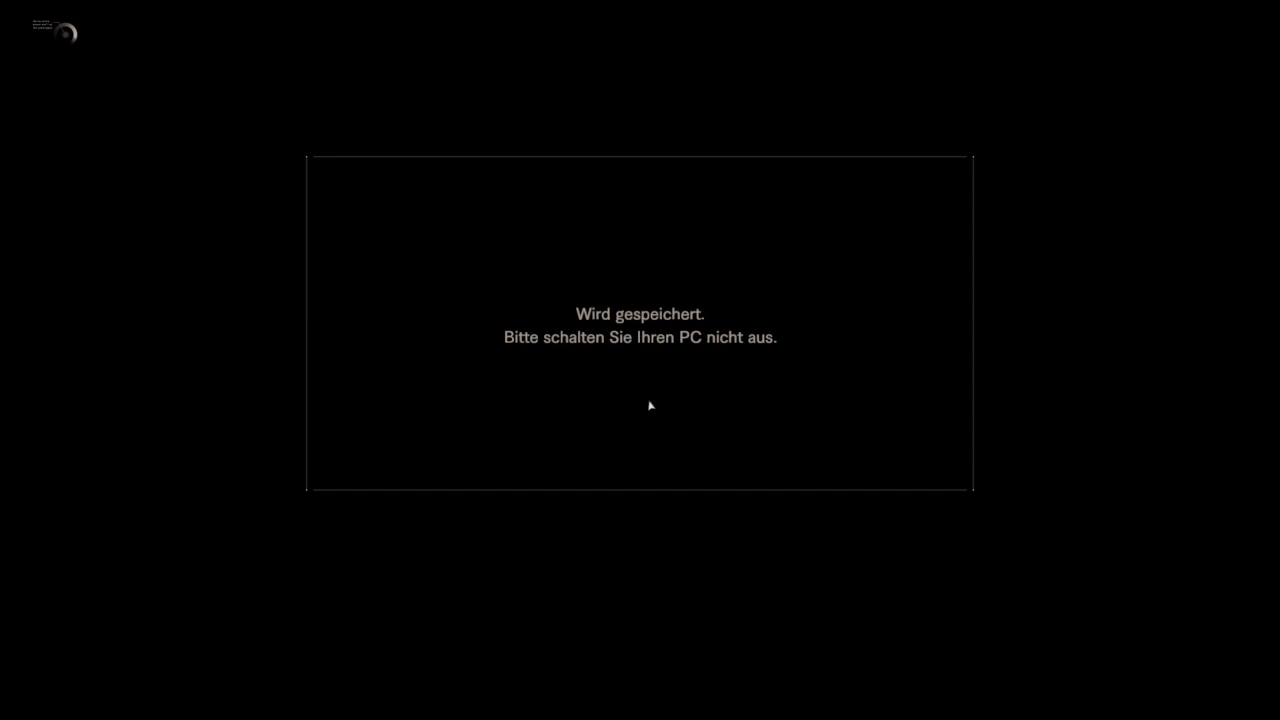 Wird gespeichert.
Bitte schalten Sie Ihren PC nicht aus.